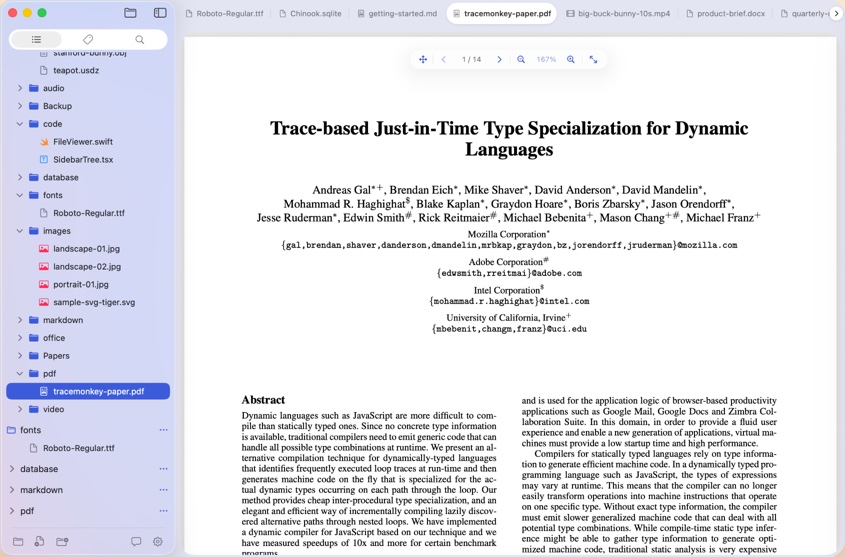 Roboto-Regular.ttf
Chinook.sqlite
getting-started.md
tracemonkey-paper.pdf
big-buck-bunny-10s.mp4
product-brief.docx
quarterly-
stanford-bunny.obj
teapot.usdz
audio
Backup
code
FileViewer.swift
SidebarTree.tsx
database
fonts
Roboto-Regular.ttf
images
landscape-01.jpg
landscape-02.jpg
portrait-01.jpg
sample-svg-tiger.svg
markdown
office
Papers
pdf
tracemonkey-paper.pdf
video
fonts
Roboto-Regular.ttf
database
markdown
pdf
1 / 14
167%
Trace-based Just-in-Time Type Specialization for Dynamic
Languages
Andreas Gal*+, Brendan Eich*, Mike Shaver*, David Anderson*, David Mandelin*,
Mohammad R. Haghighat$, Blake Kaplan*, Graydon Hoare*, Boris Zbarsky*, Jason Orendorff*,
Jesse Ruderman*, Edwin Smith#, Rick Reitmaier#, Michael Bebenita+, Mason Chang+#, Michael Franz+
Mozilla Corporation*
{gal,brendan,shaver,danderson,dmandelin,mrbkap,graydon,bz,jorendorff,jruderman}@mozilla.com
Adobe Corporation#
{edwsmith,rreitmai}@adobe.com
Intel Corporation$
{mohammad.r.haghighat}@intel.com
University of California, Irvine+
{mbebenit,changm,franz}@uci.edu
Abstract
Dynamic languages such as JavaScript are more difficult to com-
pile than statically typed ones. Since no concrete type information
is available, traditional compilers need to emit generic code that can
handle all possible type combinations at runtime. We present an al-
ternative compilation technique for dynamically-typed languages
that identifies frequently executed loop traces at run-time and then
generates machine code on the fly that is specialized for the ac-
tual dynamic types occurring on each path through the loop. Our
method provides cheap inter-procedural type specialization, and an
elegant and efficient way of incrementally compiling lazily discov-
ered alternative paths through nested loops. We have implemented
a dynamic compiler for JavaScript based on our technique and we
have measured speedups of 10x and more for certain benchmark
programs.
and is used for the application logic of browser-based productivity
applications such as Google Mail, Google Docs and Zimbra Col-
laboration Suite. In this domain, in order to provide a fluid user
experience and enable a new generation of applications, virtual ma-
chines must provide a low startup time and high performance.
Compilers for statically typed languages rely on type informa-
tion to generate efficient machine code. In a dynamically typed pro-
gramming language such as JavaScript, the types of expressions
may vary at runtime. This means that the compiler can no longer
easily transform operations into machine instructions that operate
on one specific type. Without exact type information, the compiler
must emit slower generalized machine code that can deal with all
potential type combinations. While compile-time static type infer-
ence might be able to gather type information to generate opti-
mized machine code, traditional static analysis is very expensive